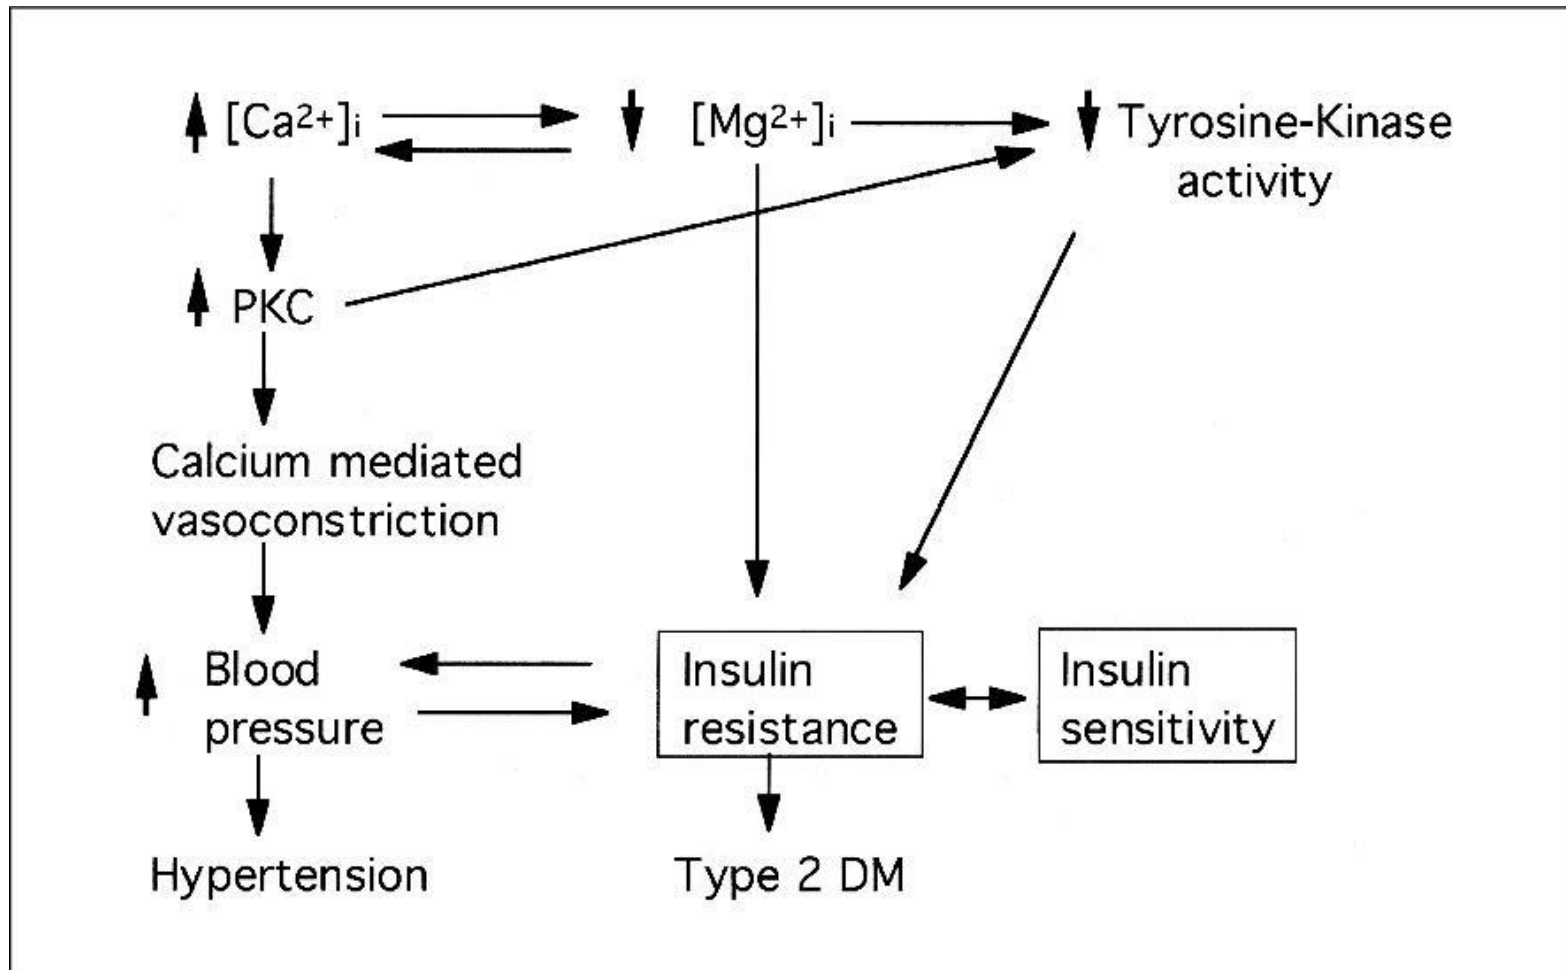 [Ca2+]i [Mg2+]i Tyrosine-Kinase
activity
PKC
Calcium mediated
vasoconstriction
Blood
pressure
Insulin
resistance
Insulin
sensitivity
Hypertension
Type 2 DM